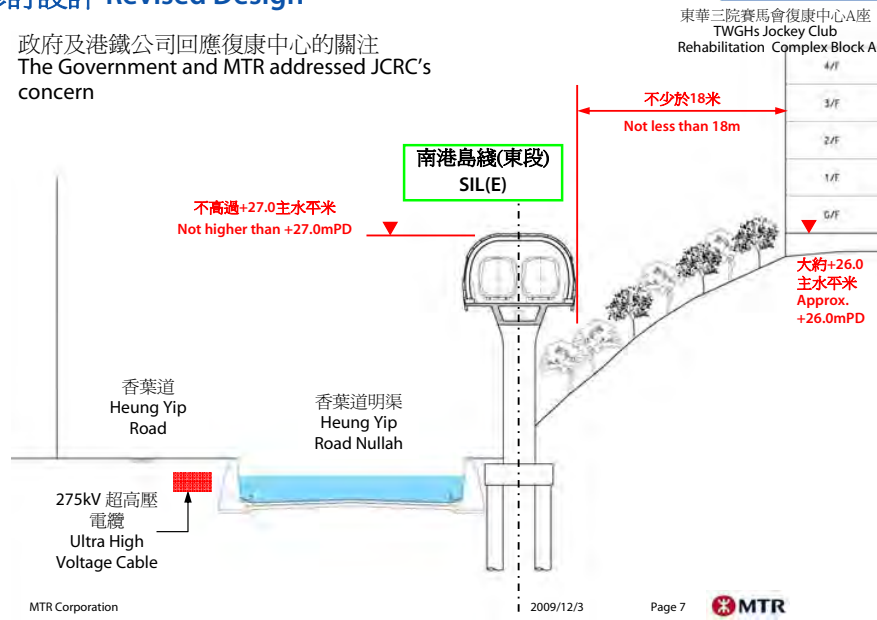 訂設計 Revised Design
政府及港鐵公司回應復康中心的關注
The Government and MTR addressed JCRC's
concern
東華三院賽馬會復康中心A座
TWGHs Jockey Club
Rehabilitation Complex Block A
4/F
3/F
2/F
1/F
G/F
不少於18米
Not less than 18m
南港島綫(東段)
SIL(E)
不高過+27.0主水平米
Not higher than +27.0mPD
大約+26.0
主水平米
Approx.
+26.0mPD
香葉道
Heung Yip
Road
香葉道明渠
Heung Yip
Road Nullah
275kV 超高壓
電纜
Ultra High
Voltage Cable
MTR Corporation
2009/12/3
Page 7
MTR